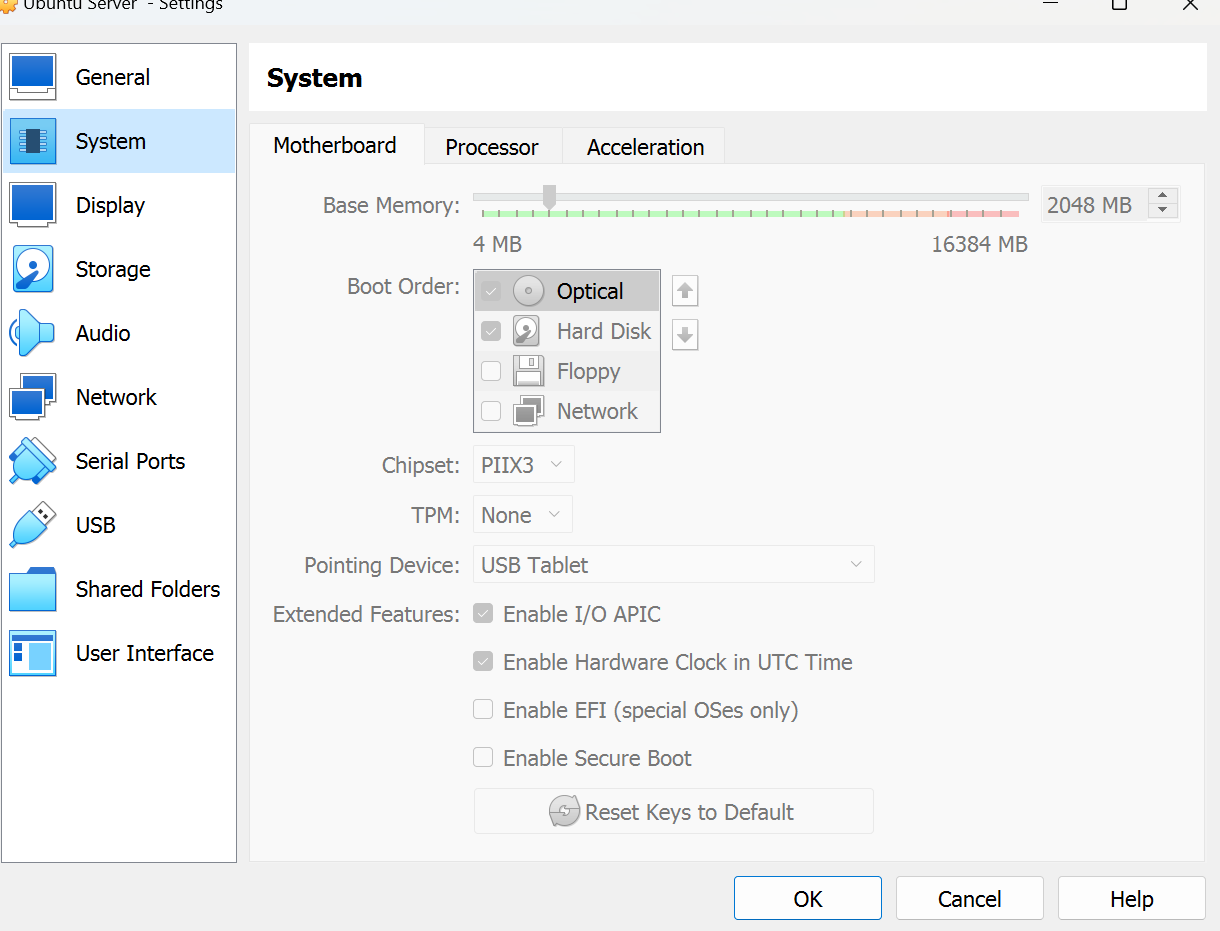 Ubuntu Server - Settings
General
System
Display
Storage
Audio
Network
Serial Ports
USB
Shared Folders
User Interface
System
Motherboard Processor Acceleration
Base Memory: 2048 MB
4 MB 16384 MB
Boot Order: Optical
Hard Disk
Floppy
Network
Chipset: PIIX3
TPM: None
Pointing Device: USB Tablet
Extended Features: Enable I/O APIC
Enable Hardware Clock in UTC Time
Enable EFI (special OSes only)
Enable Secure Boot
Reset Keys to Default
OK Cancel Help